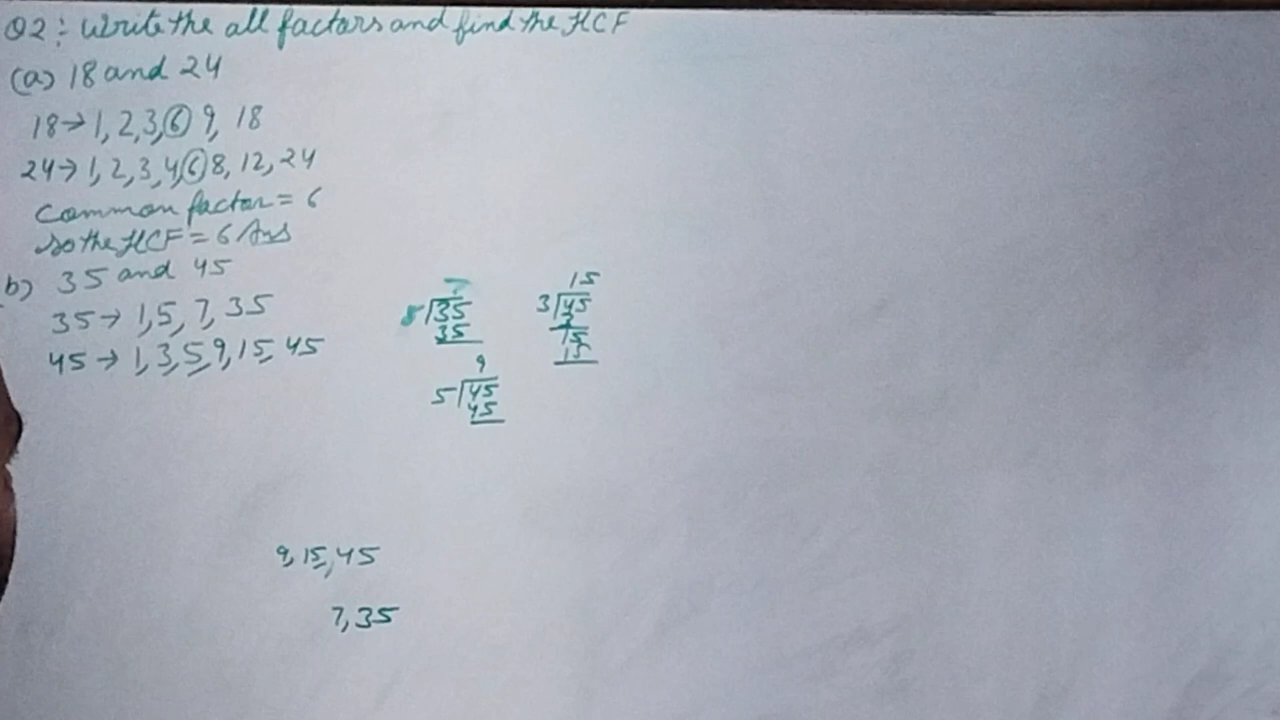 Q2:- Write the all factors and find the HCF
(a) 18 and 24
18→ 1, 2, 3, 6 9, 18
24→ 1, 2, 3, 4, 6 8, 12, 24
Common factor = 6
so the HCF = 6 Ans
b) 35 and 45
35→ 1, 5, 7, 35
45→ 1, 3, 5, 9, 15, 45
7
5 35
35
9
5 45
45
15
3 45
3
15
15
9, 15, 45
7, 35